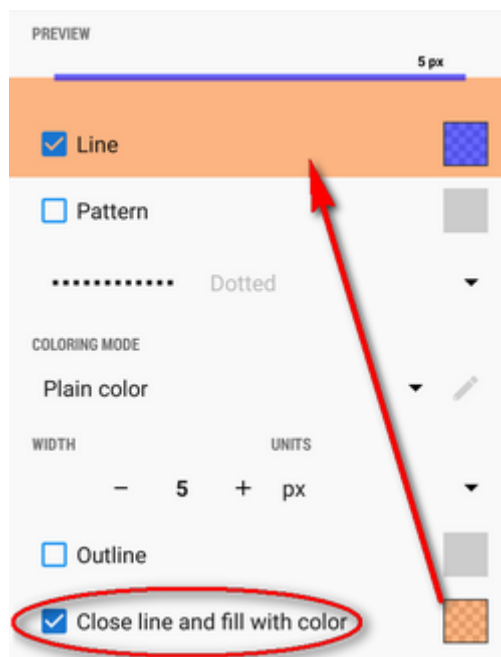 PREVIEW
5 px
Line
Pattern
Dotted
COLORING MODE
Plain color
WIDTH UNITS
− 5 + px
Outline
Close line and fill with color